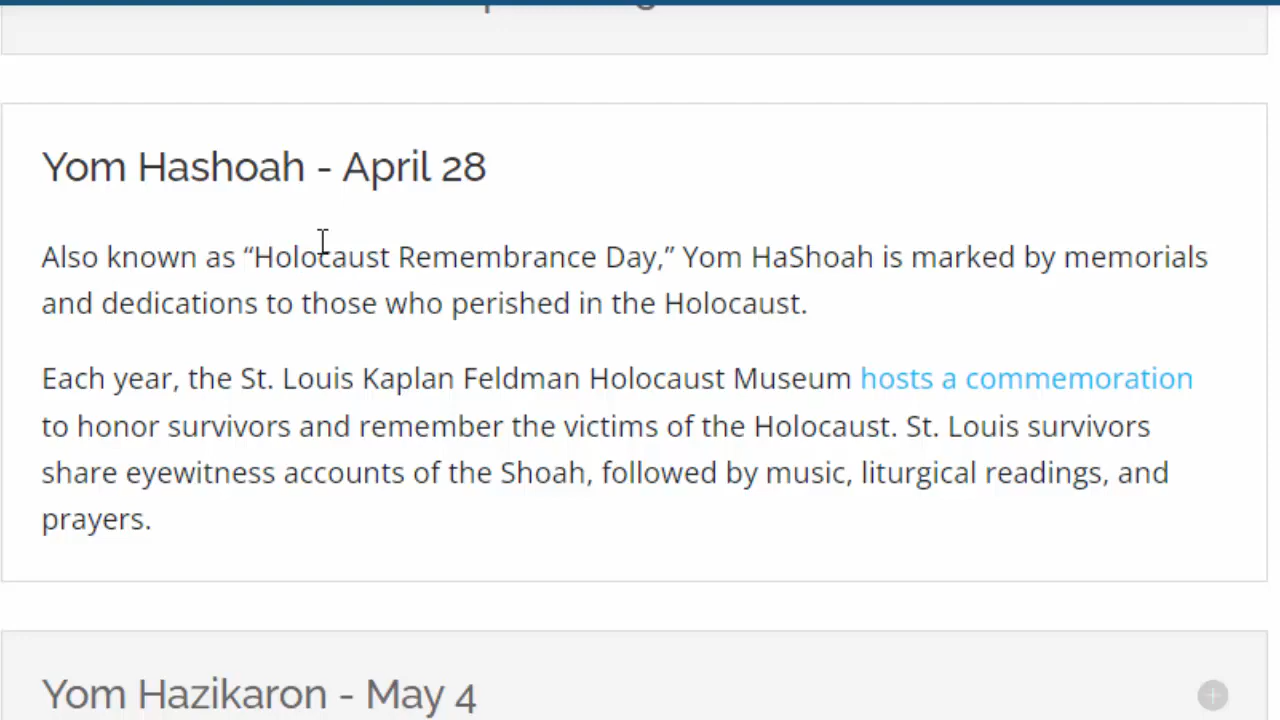 Yom Hashoah - April 28
Also known as “Holocaust Remembrance Day,” Yom HaShoah is marked by memorials
and dedications to those who perished in the Holocaust.
Each year, the St. Louis Kaplan Feldman Holocaust Museum hosts a commemoration
to honor survivors and remember the victims of the Holocaust. St. Louis survivors
share eyewitness accounts of the Shoah, followed by music, liturgical readings, and
prayers.
Yom Hazikaron - May 4